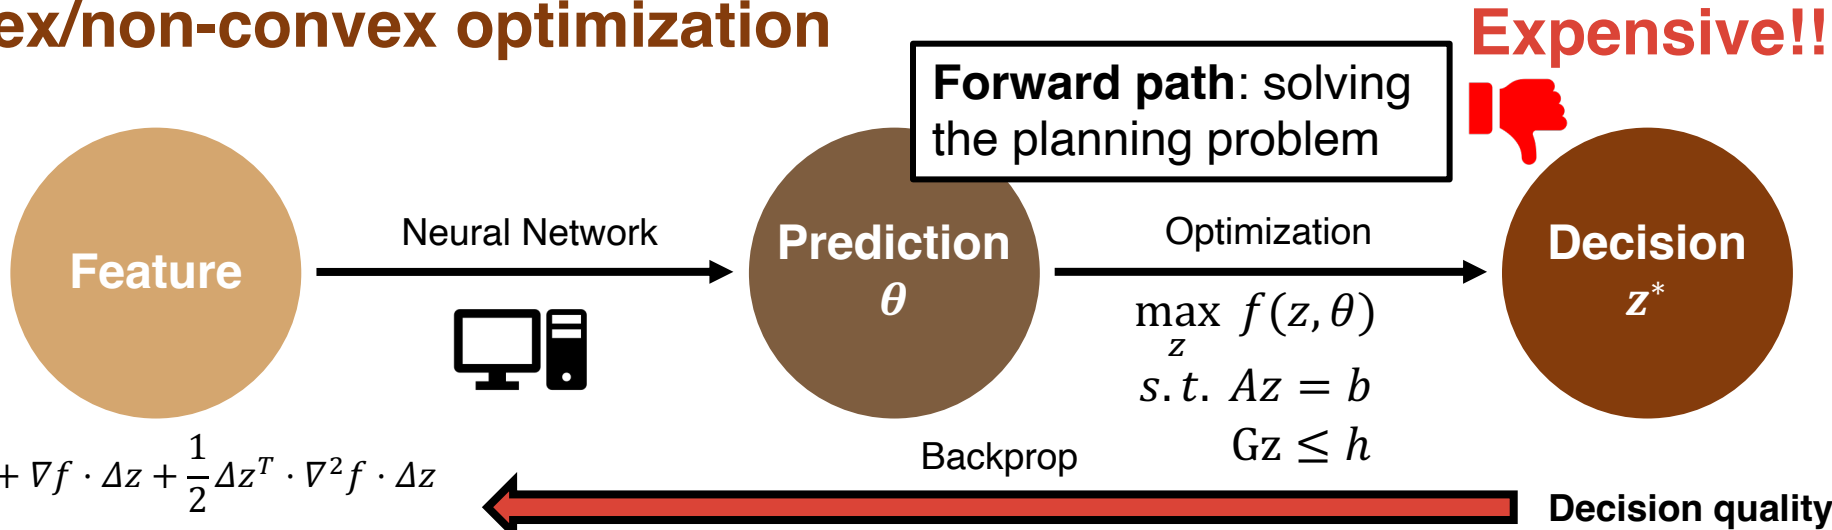 ex/non-convex optimization
Expensive!!
Forward path: solving
the planning problem
Feature
Neural Network
Prediction
θ
Optimization
max f(z, θ)
z
s.t. Az = b
Gz ≤ h
Decision
z*
+ ∇f · Δz + 1/2 Δz^T · ∇²f · Δz
Backprop
Decision quality